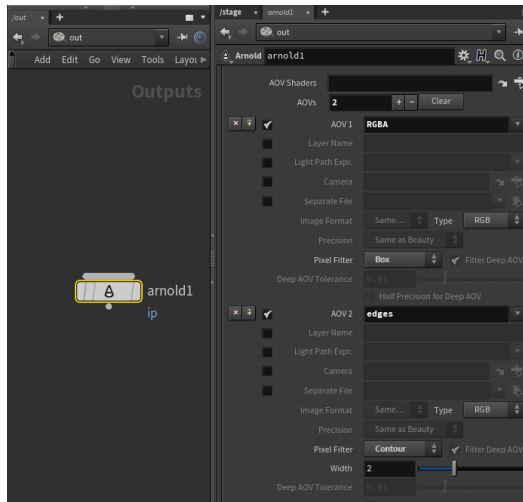 /out
/stage
arnold1
out
out
Add Edit Go View Tools Layou
Arnold arnold1
Outputs
AOV Shaders
AOVs 2 + - Clear
AOV 1 RGBA
Layer Name
Light Path Expr.
Camera
Separate File
Image Format Same... Type RGB
Precision Same as Beauty
Pixel Filter Box Filter Deep AOV
Deep AOV Tolerance 0.01
Half Precision for Deep AOV
arnold1
ip
AOV 2 edges
Layer Name
Light Path Expr.
Camera
Separate File
Image Format Same... Type RGB
Precision Same as Beauty
Pixel Filter Contour Filter Deep AOV
Width 2
Deep AOV Tolerance 0.01